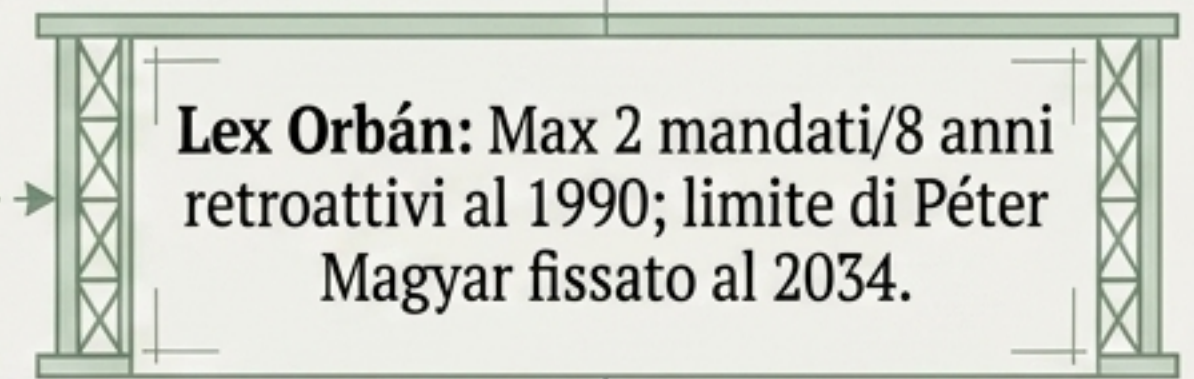 Lex Orbán: Max 2 mandati/8 anni
retroattivi al 1990; limite di Péter
Magyar fissato al 2034.